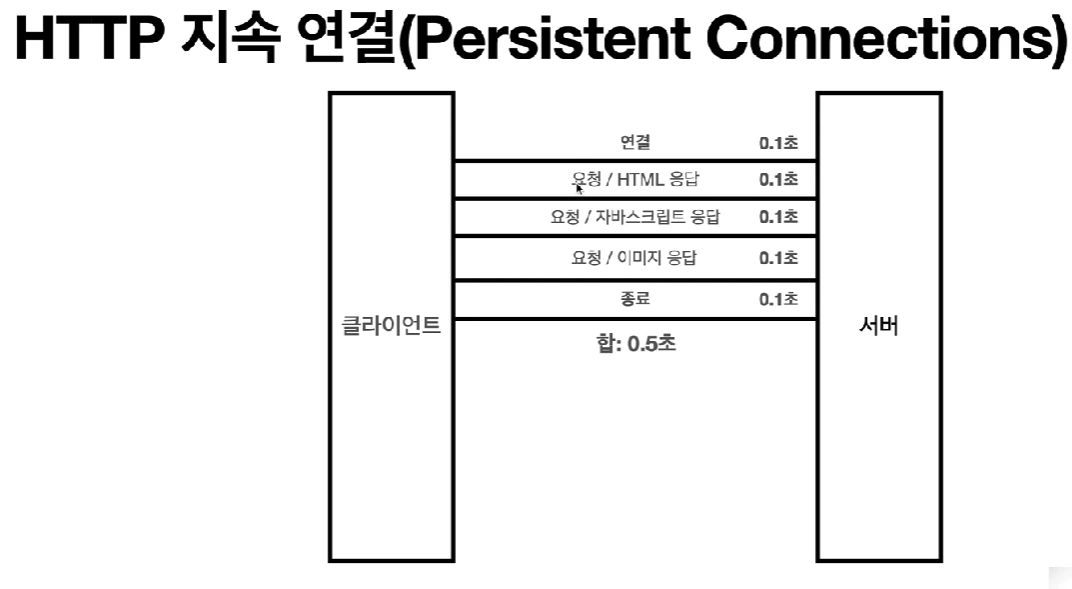 HTTP 지속 연결(Persistent Connections)
연결 0.1초
요청 / HTML 응답 0.1초
요청 / 자바스크립트 응답 0.1초
요청 / 이미지 응답 0.1초
종료 0.1초
클라이언트
서버
합: 0.5초